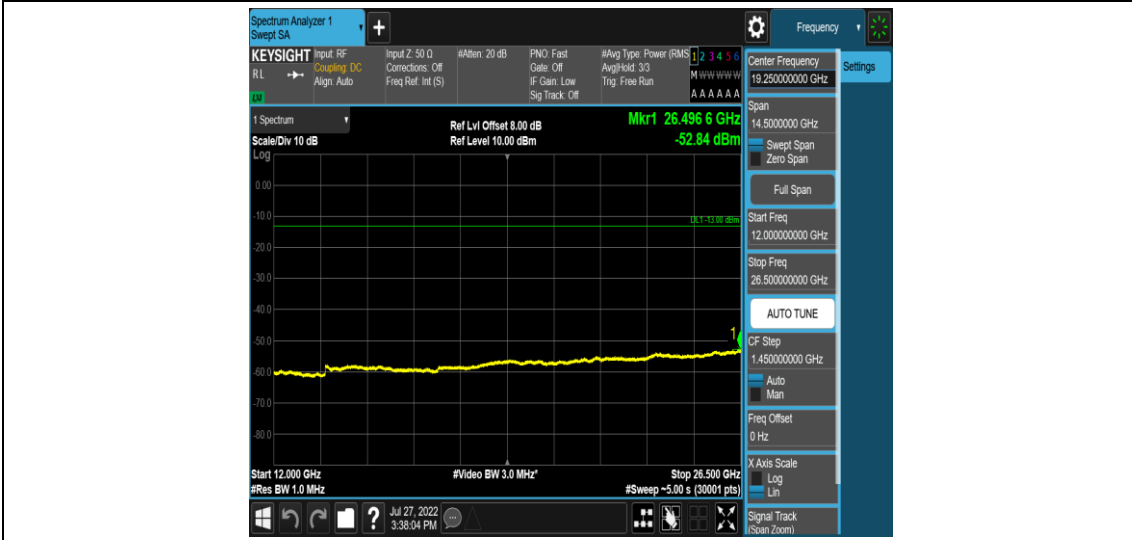 Spectrum Analyzer 1
Swept SA
Frequency
KEYSIGHT
RL
Input: RF
Coupling: DC
Align: Auto
Input Z: 50 Ω
Corrections: Off
Freq Ref: Int (S)
#Atten: 20 dB
PNO: Fast
Gate: Off
IF Gain: Low
Sig Track: Off
#Avg Type: Power (RMS
Avg|Hold: 3/3
Trig: Free Run
1 2 3 4 5 6
M W W W W W
A A A A A A
1 Spectrum
Scale/Div 10 dB
Log
Ref Lvl Offset 8.00 dB
Ref Level 10.00 dBm
Mkr1 26.496 6 GHz
-52.84 dBm
0.00
-10.0
-20.0
-30.0
-40.0
-50.0
-60.0
-70.0
-80.0
DL1 -13.00 dBm
1
Start 12.000 GHz
#Res BW 1.0 MHz
#Video BW 3.0 MHz*
Stop 26.500 GHz
#Sweep ~5.00 s (30001 pts)
Jul 27, 2022
3:38:04 PM
Center Frequency
19.250000000 GHz
Settings
Span
14.5000000 GHz
Swept Span
Zero Span
Full Span
Start Freq
12.000000000 GHz
Stop Freq
26.500000000 GHz
AUTO TUNE
CF Step
1.450000000 GHz
Auto
Man
Freq Offset
0 Hz
X Axis Scale
Log
Lin
Signal Track
(Span Zoom)